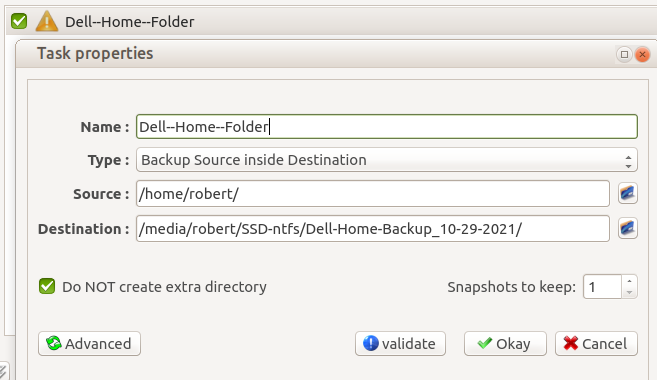 Dell--Home--Folder
Task properties
Name : Dell--Home--Folder
Type : Backup Source inside Destination
Source : /home/robert/
Destination : /media/robert/SSD-ntfs/Dell-Home-Backup_10-29-2021/
Do NOT create extra directory Snapshots to keep: 1
Advanced validate Okay Cancel